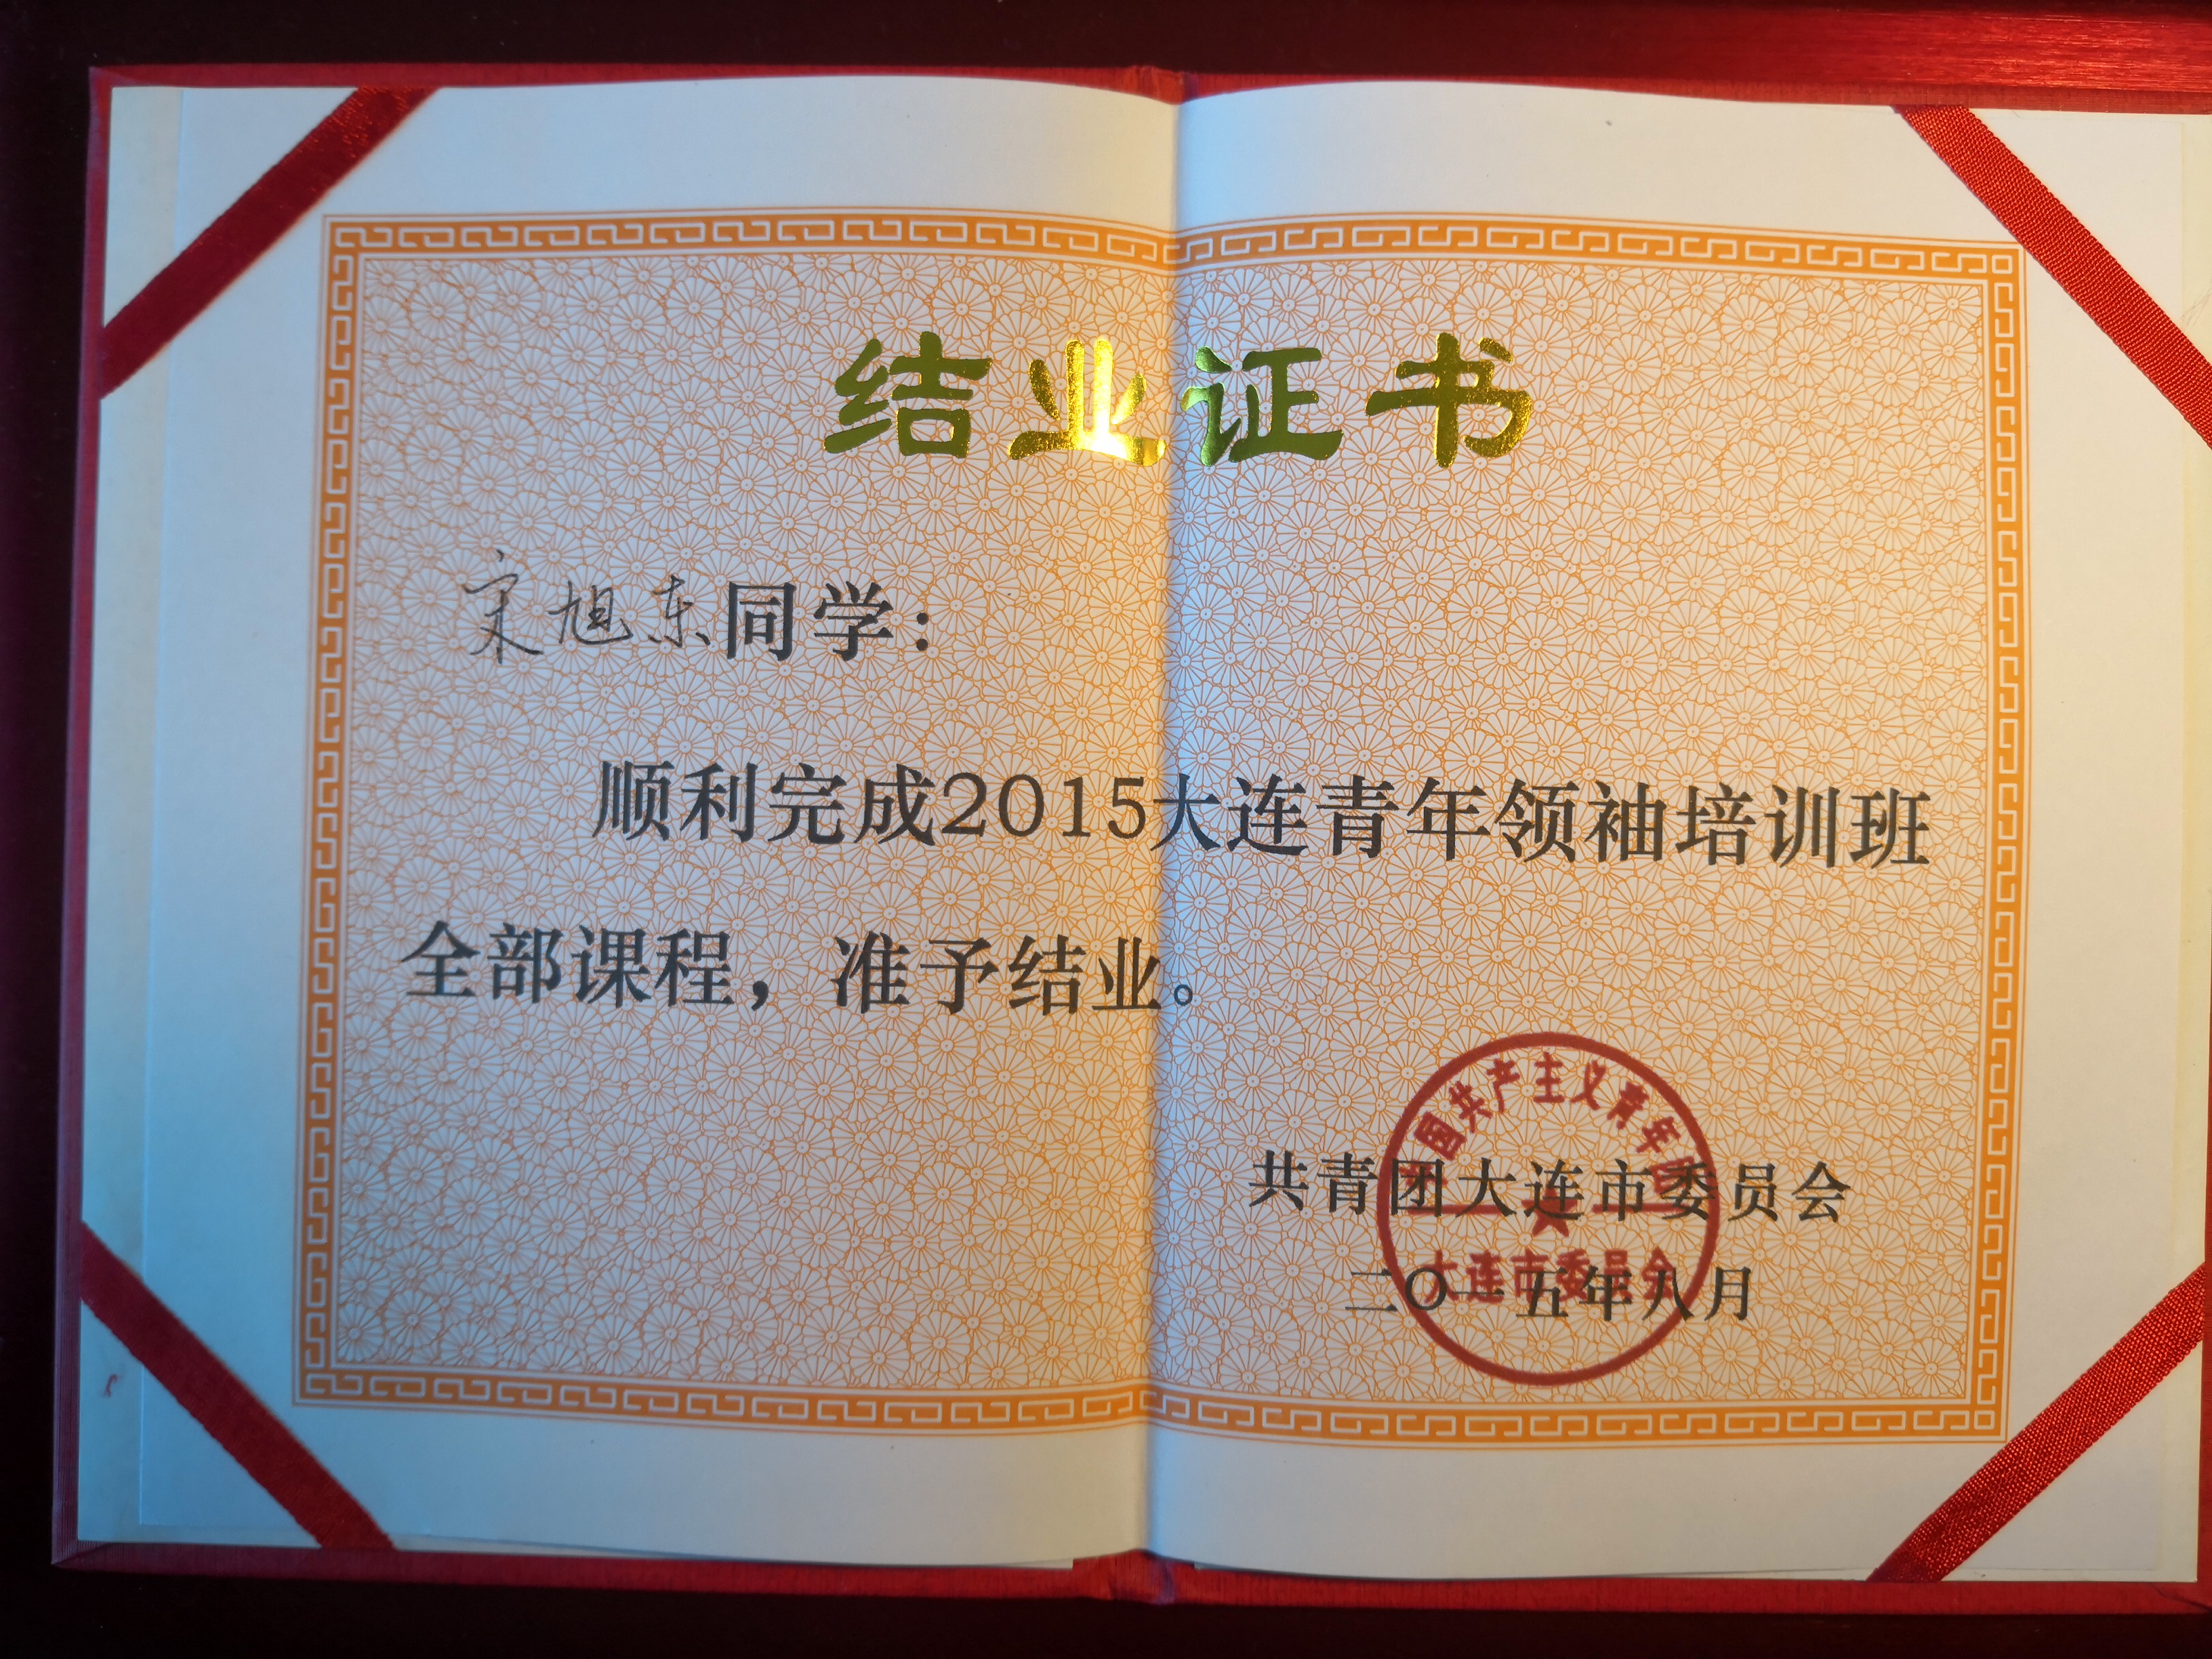 结业证书
宋旭东同学：
顺利完成2015大连青年领袖培训班
全部课程，准予结业。
中国共产主义青年团
共青团大连市委员会
大连市委员会
二〇一五年八月